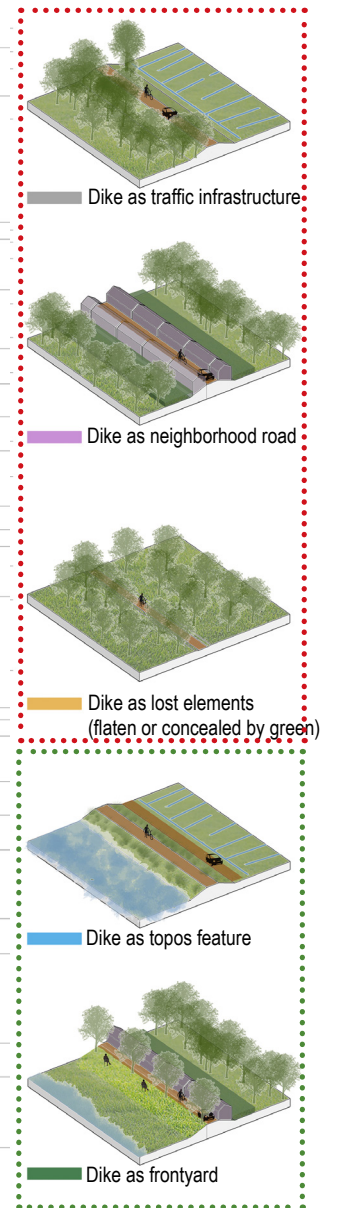 Dike as traffic infrastructure
Dike as neighborhood road
Dike as lost elements
(flaten or concealed by green)
Dike as topos feature
Dike as frontyard